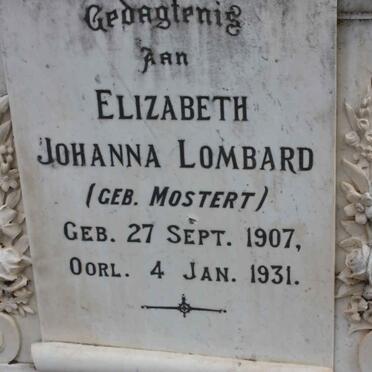 Gedagtenis
Aan
ELIZABETH
JOHANNA LOMBARD
(GEB. MOSTERT)
GEB. 27 SEPT. 1907,
OORL. 4 JAN. 1931.